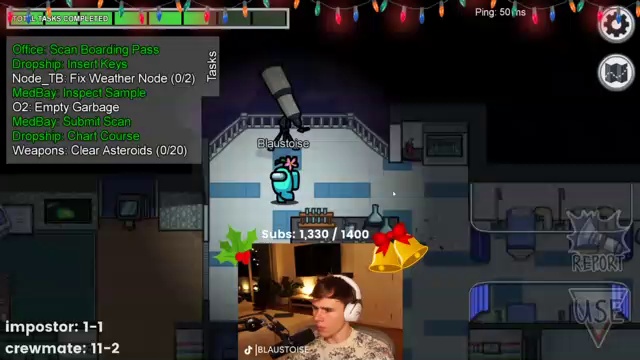 TOTAL TASKS COMPLETED
Ping: 50 ms
Office: Scan Boarding Pass
Dropship: Insert Keys
Node_TB: Fix Weather Node (0/2)
MedBay: Inspect Sample
O2: Empty Garbage
MedBay: Submit Scan
Dropship: Chart Course
Weapons: Clear Asteroids (0/20)
Tasks
Blaustoise
Subs: 1,330 / 1400
REPORT
USE
impostor: 1-1
crewmate: 11-2
BLAUSTOISE